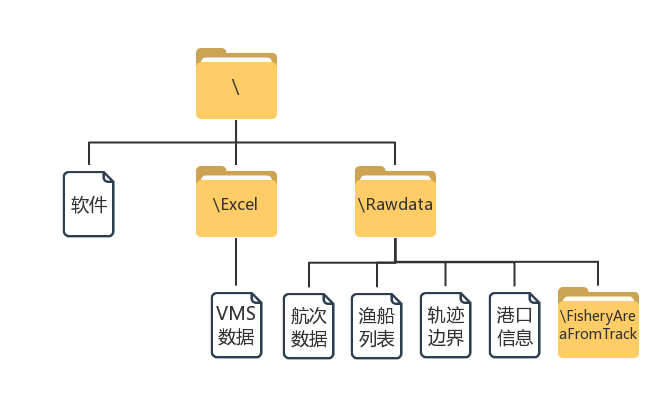 \
软件
\Excel
\Rawdata
VMS
数据
航次
数据
渔船
列表
轨迹
边界
港口
信息
\FisheryAre
aFromTrack